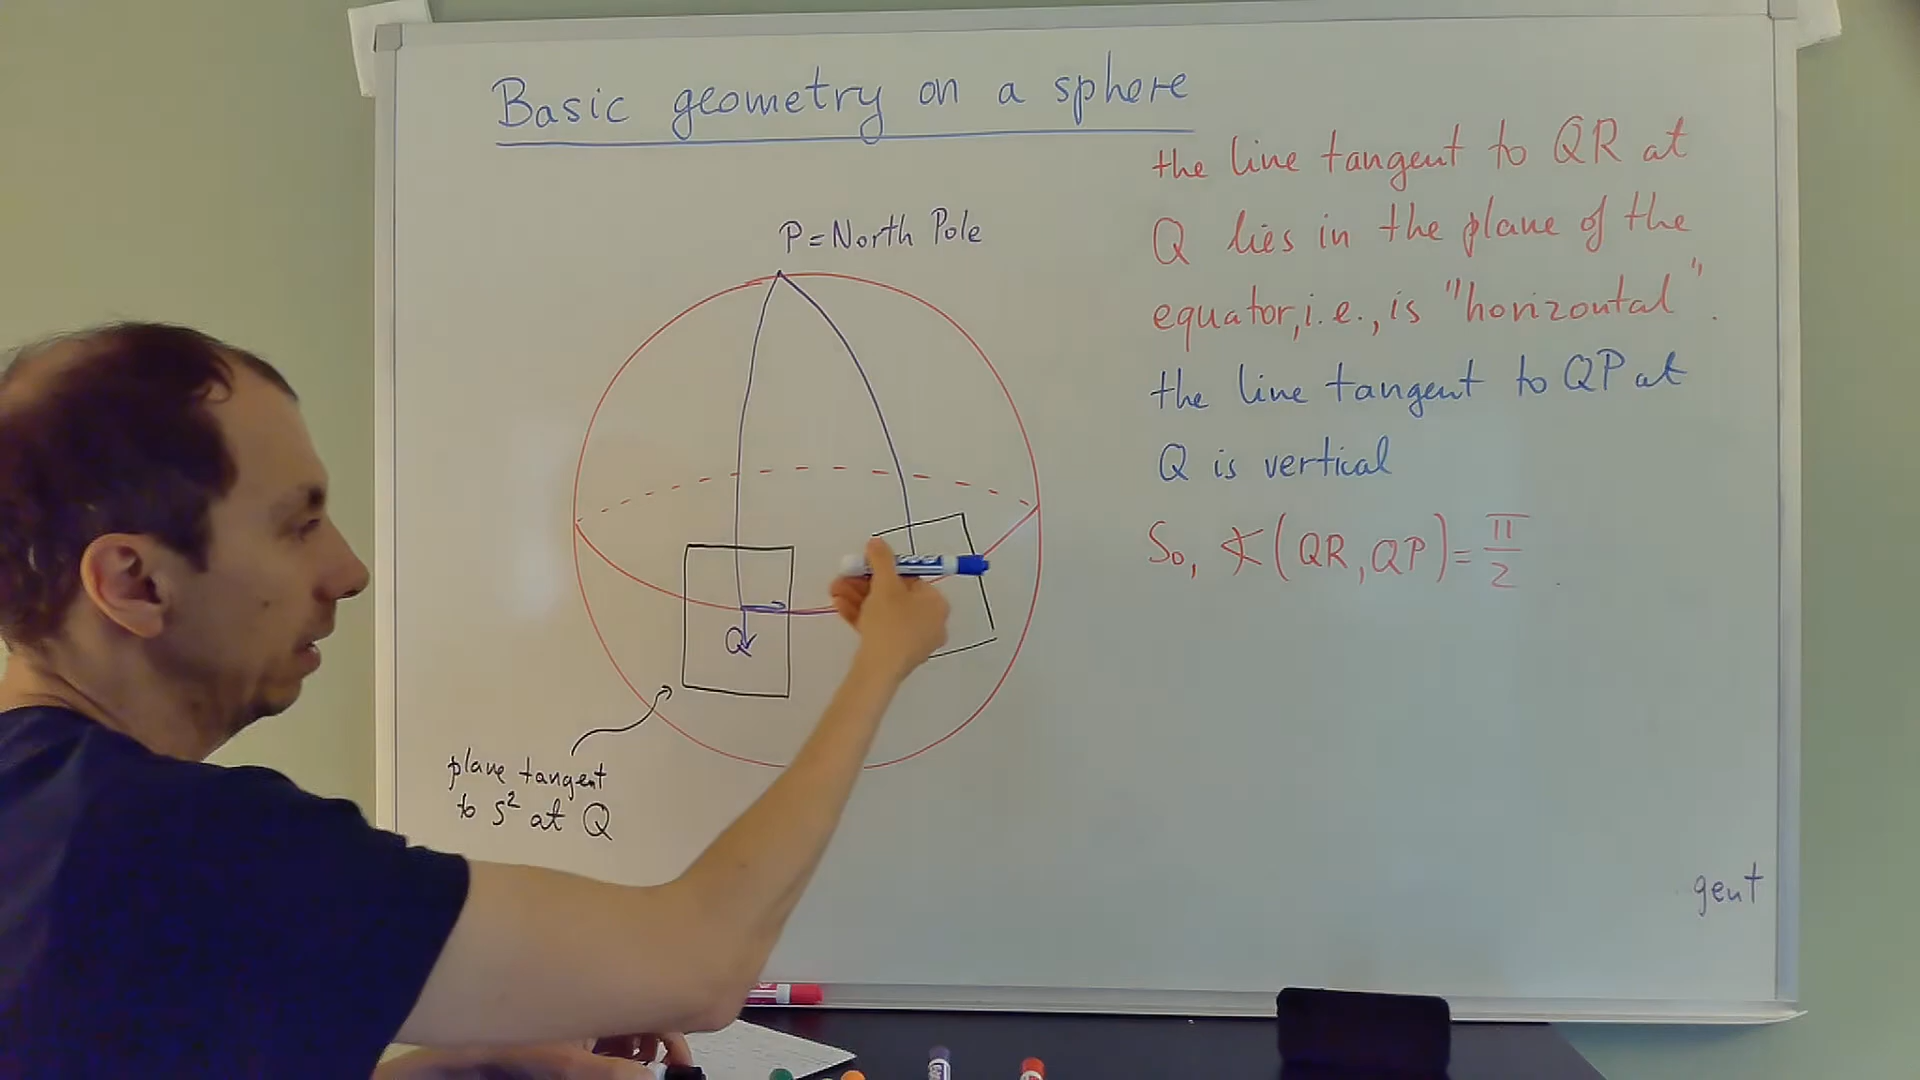 Basic geometry on a sphere
P = North Pole
Q
plane tangent
to S² at Q
the line tangent to QR at
Q lies in the plane of the
equator, i.e., is "horizontal".
the line tangent to QP at
Q is vertical
So, ∢(QR, QP) = π/2
gent